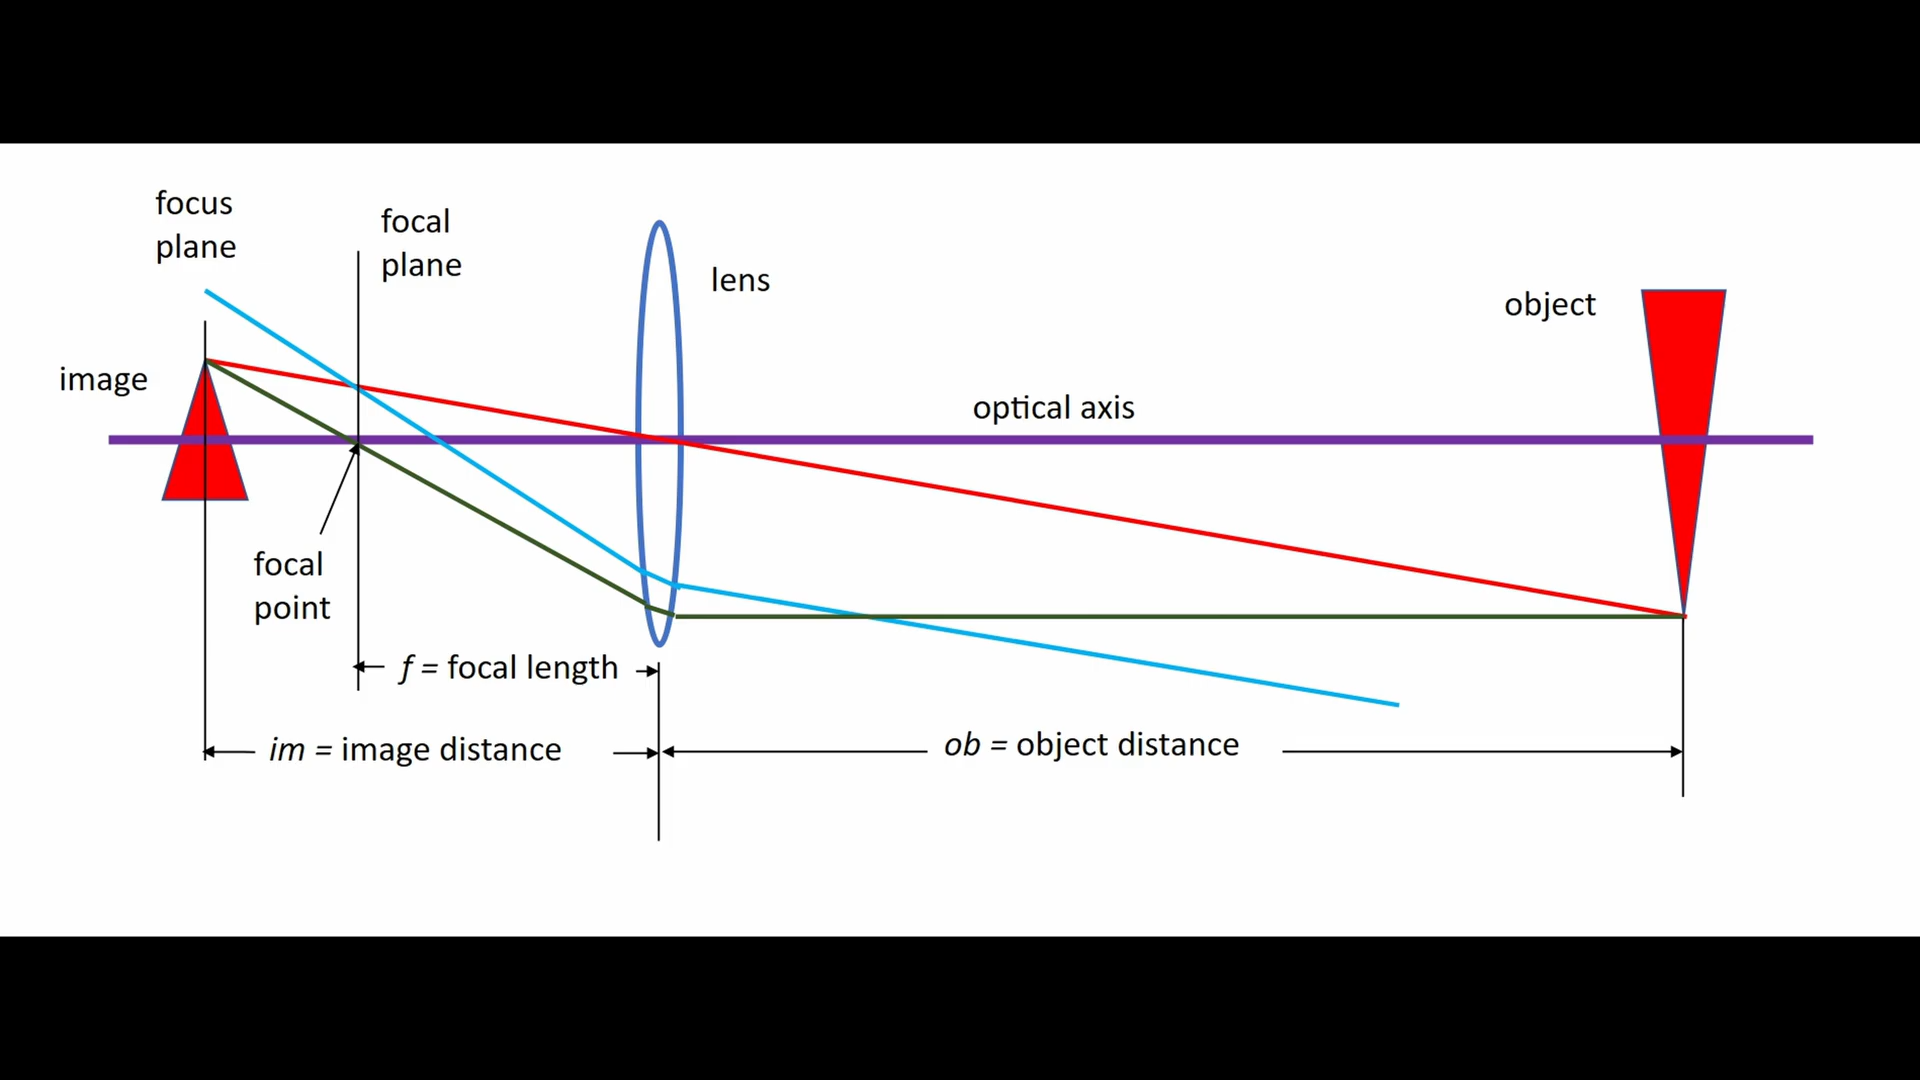 focus
plane
focal
plane
lens
object
image
optical axis
focal
point
f = focal length
im = image distance
ob = object distance